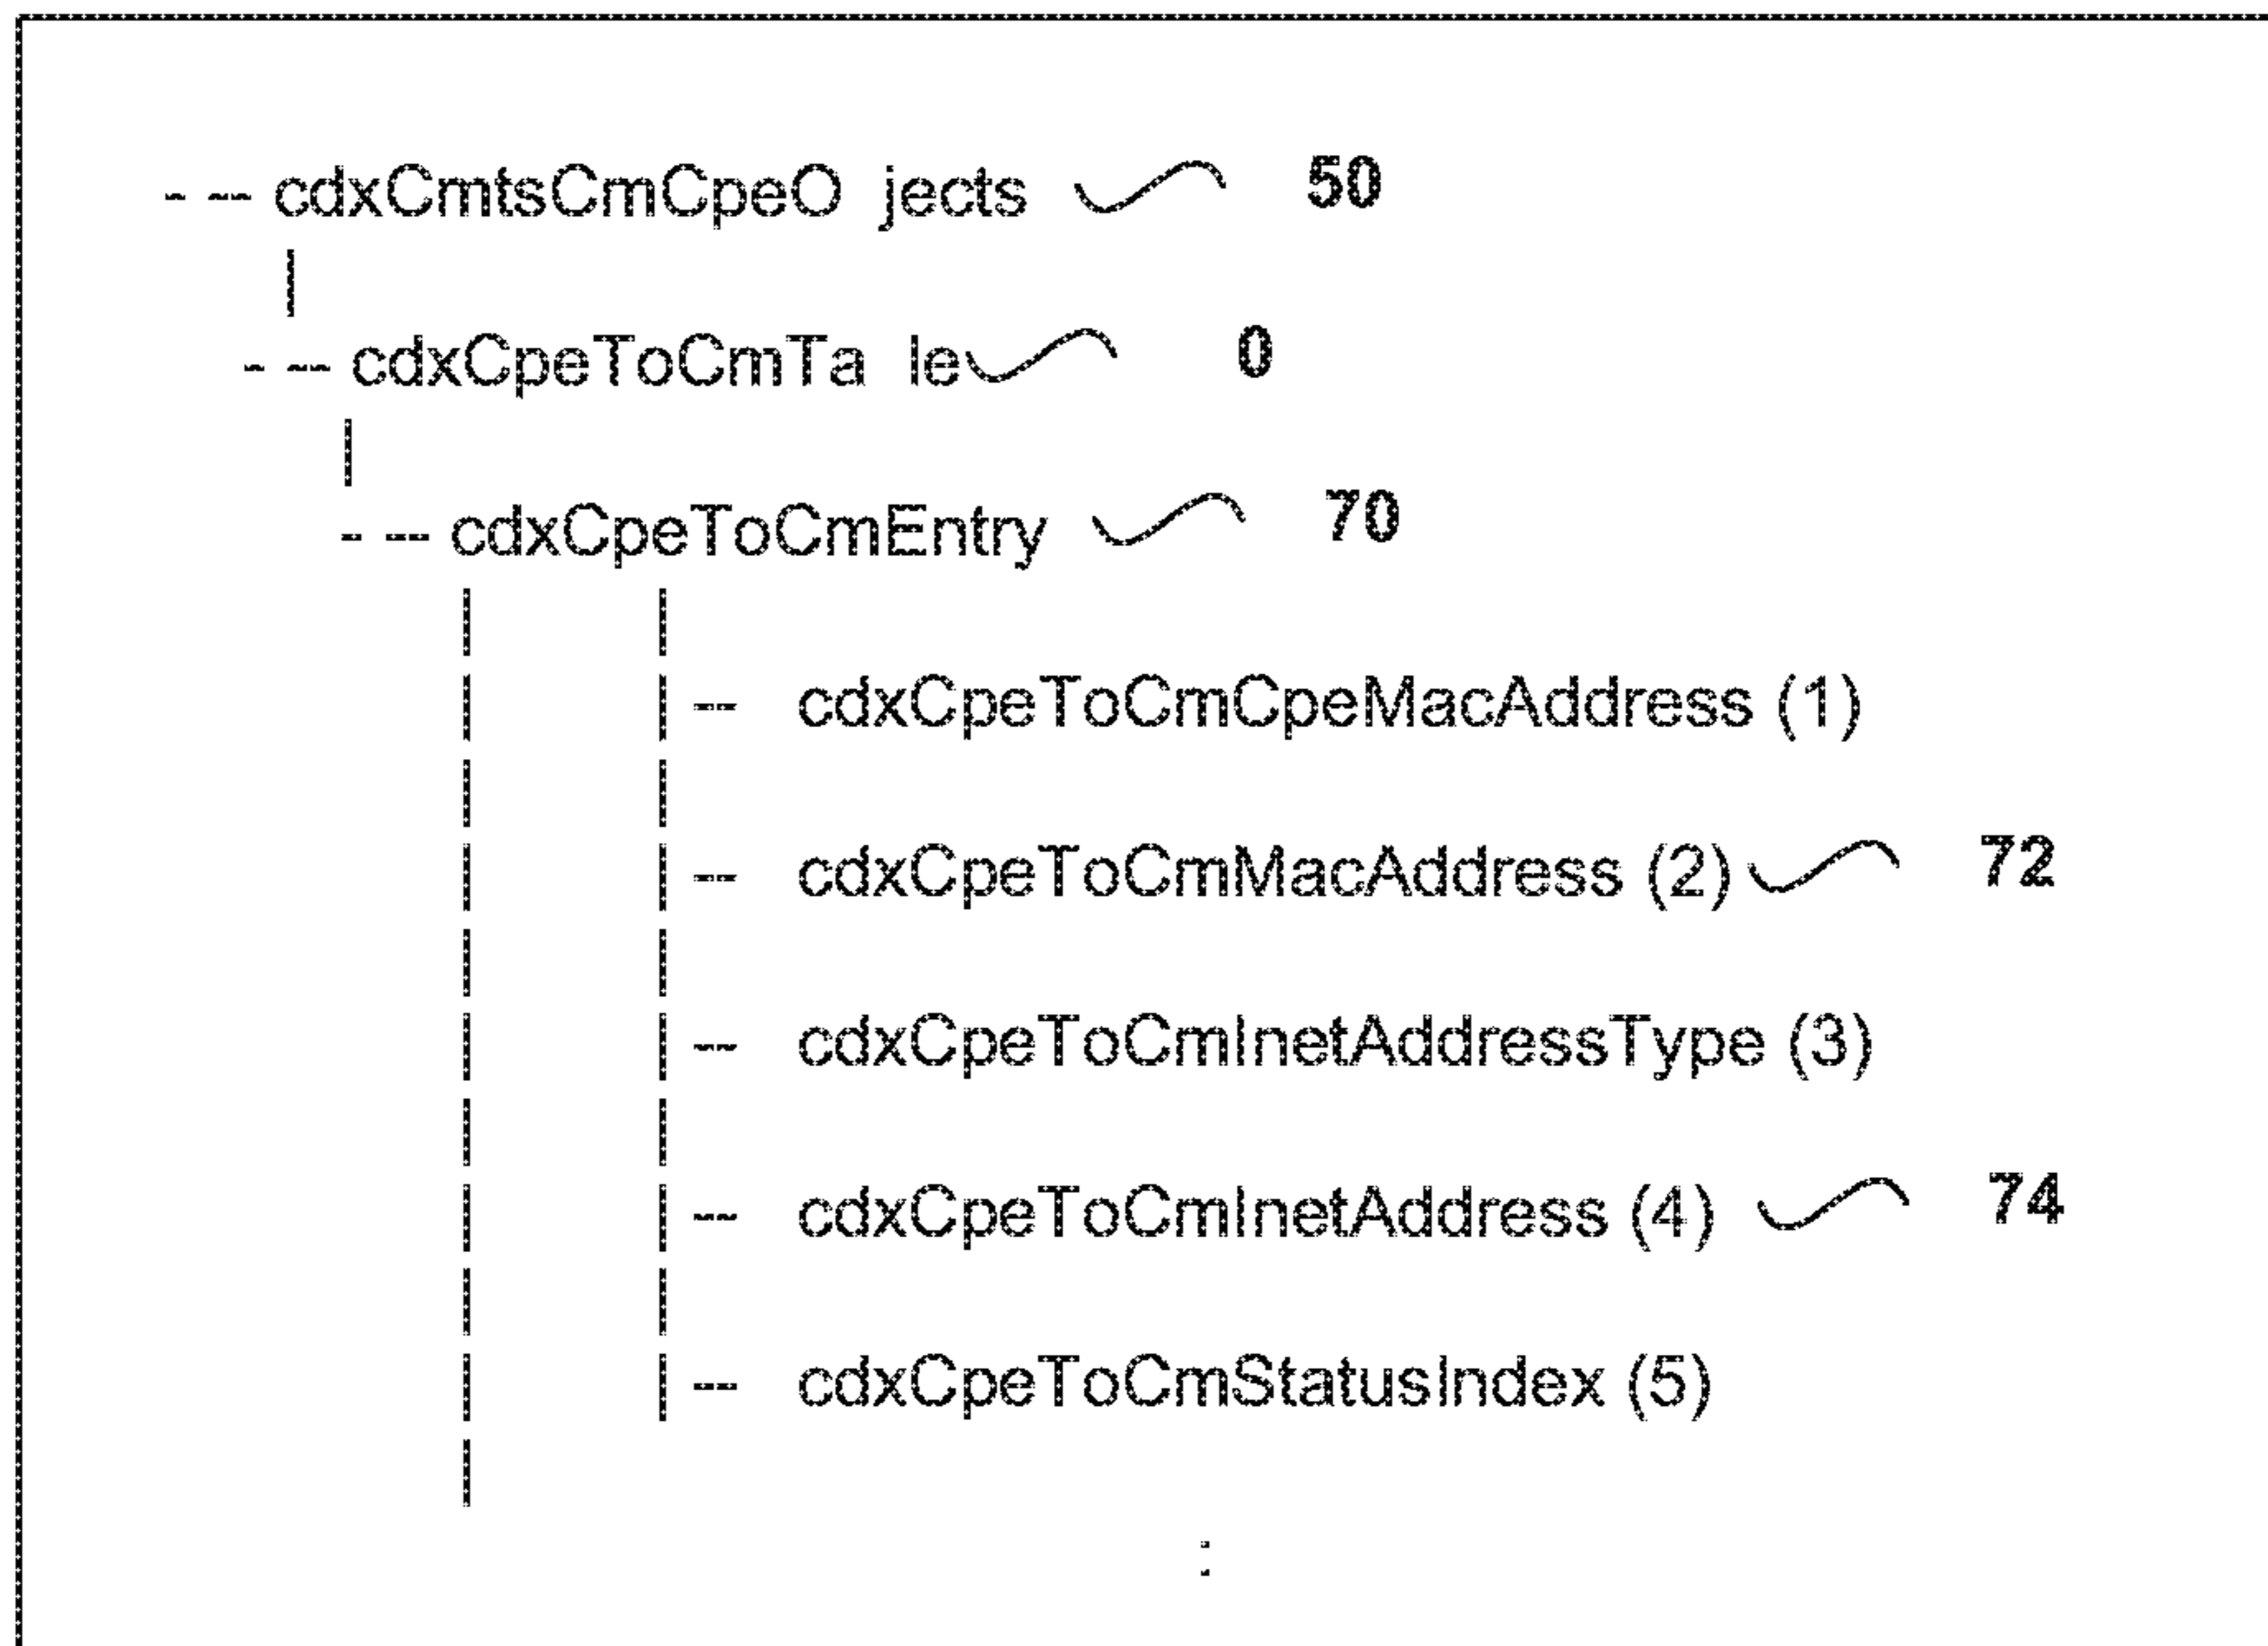 - -- cdxCmtsCmCpeO jects 50
|
- -- cdxCpeToCmTa le 0
|
- -- cdxCpeToCmEntry 70
| |
| | -- cdxCpeToCmCpeMacAddress (1)
| |
| | -- cdxCpeToCmMacAddress (2) 72
| |
| | -- cdxCpeToCmInetAddressType (3)
| |
| | -- cdxCpeToCmInetAddress (4) 74
| |
| | -- cdxCpeToCmStatusIndex (5)
|
: